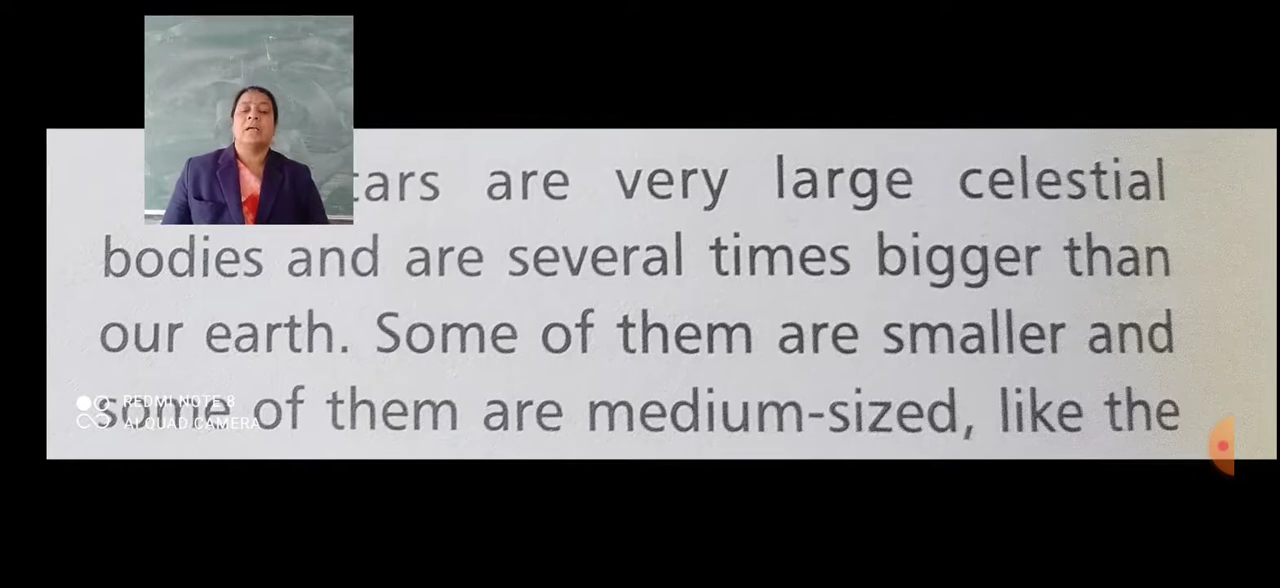 are very large celestial
bodies and are several times bigger than
our earth. Some of them are smaller and
some of them are medium-sized, like the
REDMI NOTE 8
AI QUAD CAMERA